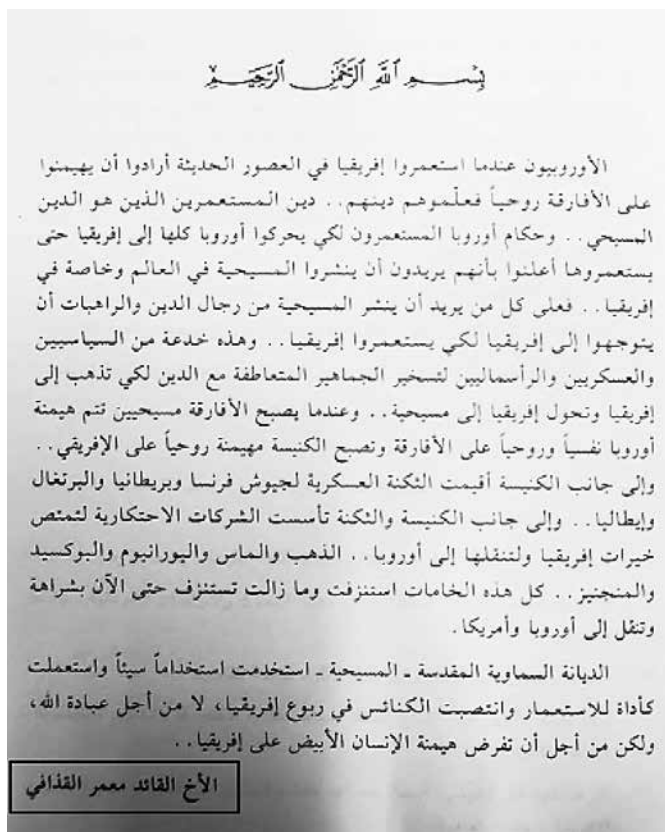 بِسْمِ ٱللَّهِ ٱلرَّحْمَٰنِ ٱلرَّحِيمِ
الأوروبيون عندما استعمروا إفريقيا في العصور الحديثة أرادوا أن يهيمنوا
على الأفارقة روحياً فعلّموهم دينهم.. دين المستعمرين الذين هو الدين
المسيحي.. وحكام أوروبا المستعمرون لكي يحركوا أوروبا كلها إلى إفريقيا حتى
يستعمروها أعلنوا بأنهم يريدون أن ينشروا المسيحية في العالم وخاصة في
إفريقيا.. فعلى كل من يريد أن ينشر المسيحية من رجال الدين والراهبات أن
يتوجهوا إلى إفريقيا لكي يستعمروا إفريقيا.. وهذه خدعة من السياسيين
والعسكريين والرأسماليين لتسخير الجماهير المتعاطفة مع الدين لكي تذهب إلى
إفريقيا وتحول إفريقيا إلى مسيحية.. وعندما يصبح الأفارقة مسيحيين تتم هيمنة
أوروبا نفسياً وروحياً على الأفارقة وتصبح الكنيسة مهيمنة روحياً على الإفريقي..
وإلى جانب الكنيسة أقيمت الثكنة العسكرية لجيوش فرنسا وبريطانيا والبرتغال
وإيطاليا.. وإلى جانب الكنيسة والثكنة تأسست الشركات الاحتكارية لتمتص
خيرات إفريقيا ولتنقلها إلى أوروبا.. الذهب والماس واليورانيوم والبوكسيد
والمنجنيز.. كل هذه الخامات استنزفت وما زالت تستنزف حتى الآن بشراهة
وتنقل إلى أوروبا وأمريكا.
الديانة السماوية المقدسة ـ المسيحية ـ استخدمت استخداماً سيئاً واستعملت
كأداة للاستعمار وانتصبت الكنائس في ربوع إفريقيا، لا من أجل عبادة الله،
ولكن من أجل أن تفرض هيمنة الإنسان الأبيض على إفريقيا..
الأخ القائد معمر القذافي